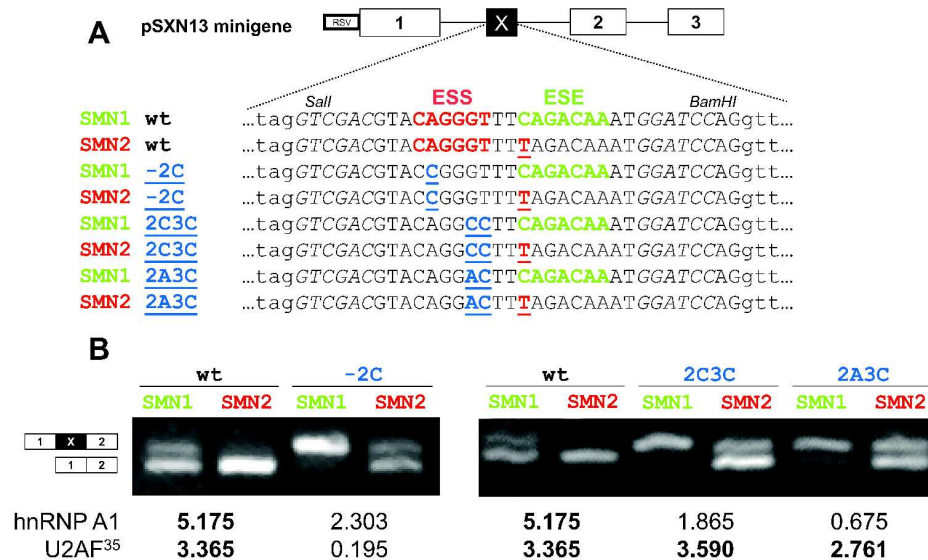 pSXN13 minigene RSV 1 X 2 3
A
SalI ESS ESE BamHI
SMN1 wt …tagGTCGACGTACAGGGTTTCAGACAAATGGATCCAGgtt…
SMN2 wt …tagGTCGACGTACAGGGTTTTAGACAAATGGATCCAGgtt…
SMN1 -2C …tagGTCGACGTACCGGGTTTCAGACAAATGGATCCAGgtt…
SMN2 -2C …tagGTCGACGTACCGGGTTTTAGACAAATGGATCCAGgtt…
SMN1 2C3C …tagGTCGACGTACAGGCCTTCAGACAAATGGATCCAGgtt…
SMN2 2C3C …tagGTCGACGTACAGGCCTTTAGACAAATGGATCCAGgtt…
SMN1 2A3C …tagGTCGACGTACAGGACTTCAGACAAATGGATCCAGgtt…
SMN2 2A3C …tagGTCGACGTACAGGACTTTAGACAAATGGATCCAGgtt…
B
wt -2C wt 2C3C 2A3C
SMN1 SMN2 SMN1 SMN2 SMN1 SMN2 SMN1 SMN2 SMN1 SMN2
1 X 2
1 2
hnRNP A1 5.175 2.303 5.175 1.865 0.675
U2AF35 3.365 0.195 3.365 3.590 2.761